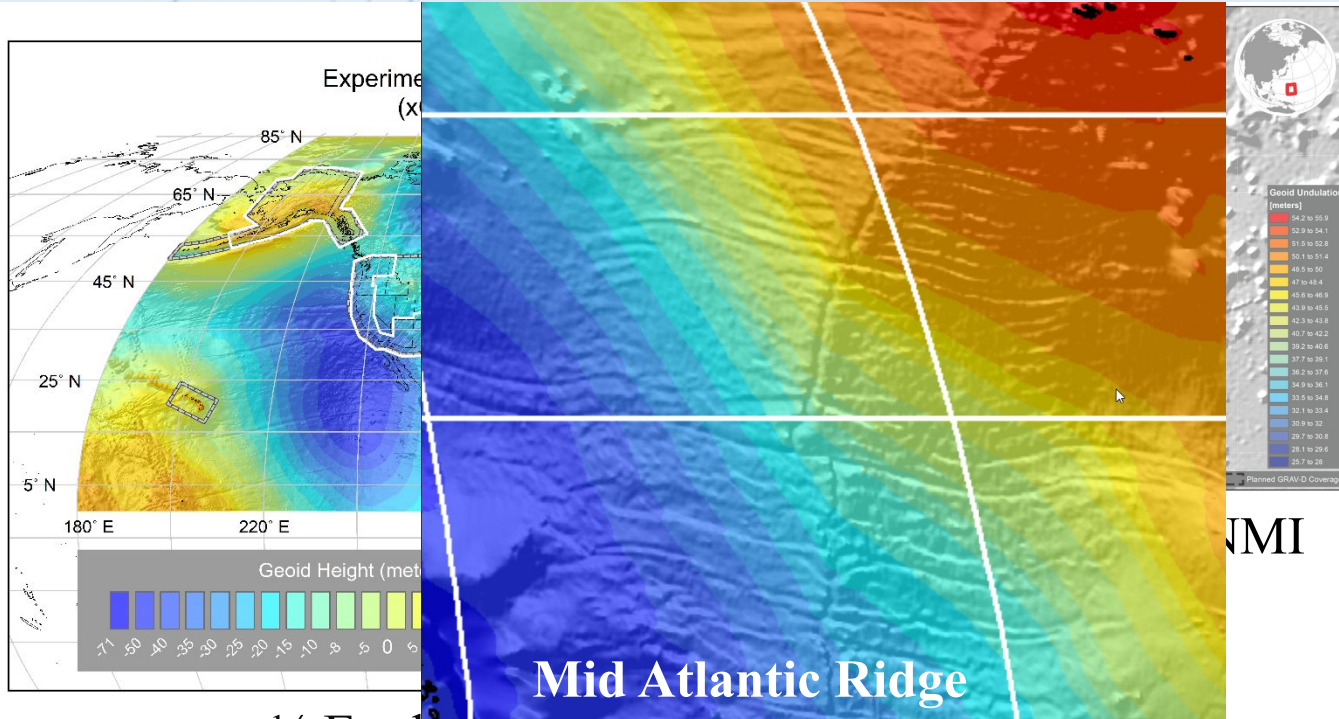 Experime
(x
85° N
65° N
45° N
25° N
5° N
180° E 220° E
Geoid Height (mete
-71 -50 -40 -35 -30 -25 -20 -15 -10 -8 -5 0 5
Mid Atlantic Ridge
Geoid Undulation
[meters]
54.2 to 55.9
52.9 to 54.1
51.5 to 52.8
50.1 to 51.4
48.5 to 50
47 to 48.4
45.6 to 46.9
43.9 to 45.5
42.3 to 43.8
40.7 to 42.2
39.2 to 40.6
37.7 to 39.1
36.2 to 37.6
34.9 to 36.1
33.5 to 34.8
32.1 to 33.4
30.9 to 32
29.7 to 30.8
28.1 to 29.6
25.7 to 28
Planned GRAV-D Coverage
NMI